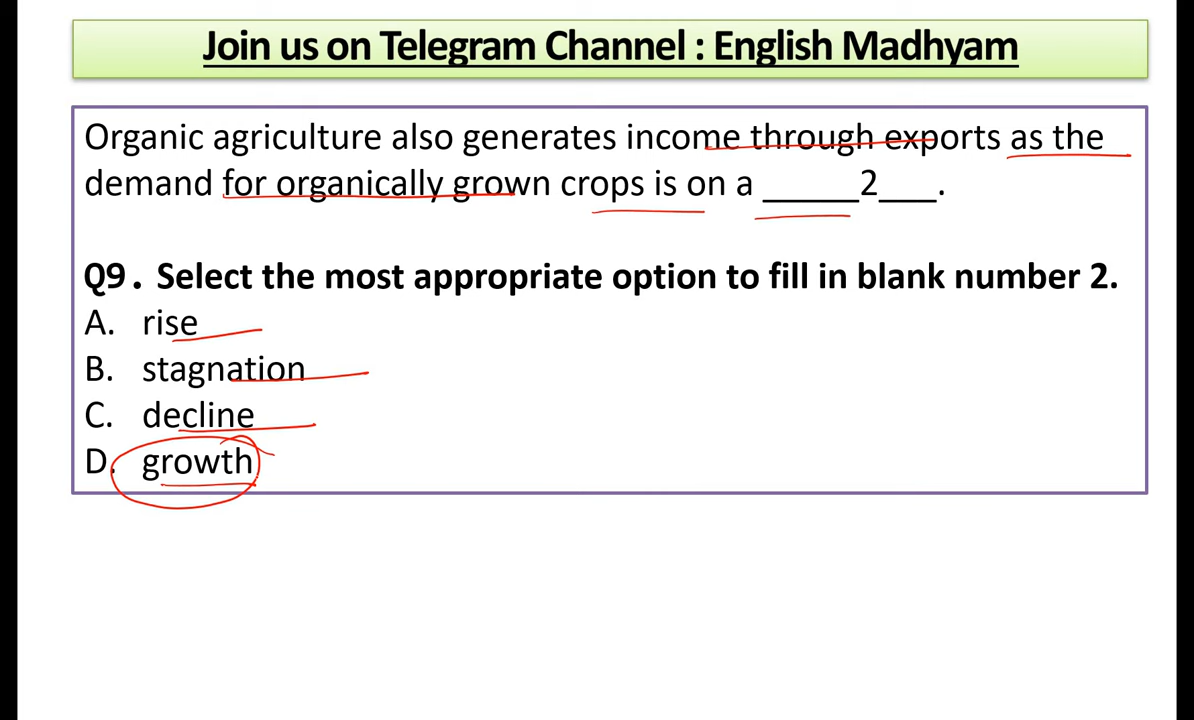 Join us on Telegram Channel : English Madhyam
Organic agriculture also generates income through exports as the
demand for organically grown crops is on a _____2___.
Q9. Select the most appropriate option to fill in blank number 2.
A. rise
B. stagnation
C. decline
D. growth